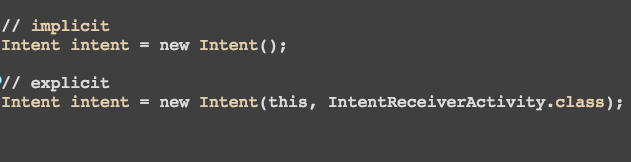 // implicit
Intent intent = new Intent();
// explicit
Intent intent = new Intent(this, IntentReceiverActivity.class);